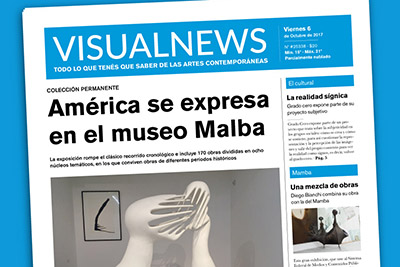 VISUALNEWS
TODO LO QUE TENÉS QUE SABER DE LAS ARTES CONTEMPORÁNEAS
Viernes 6
de Octubre de 2017
Min. 15° - Máx. 21°
Parcialmente nublado
COLECCIÓN PERMANENTE
América se expresa
en el museo Malba
La exposición rompe el clásico recorrido cronológico e incluye 170 obras divididas en ocho
núcleos temáticos, en los que conviven obras de diferentes períodos históricos
El cultural
La realidad sígnica
Grado cero expone parte de su
proyecto subjetivo
Pág. 5
Mamba
Una mezcla de obras
Diego Bianchi combina su obra
con la del Mamba